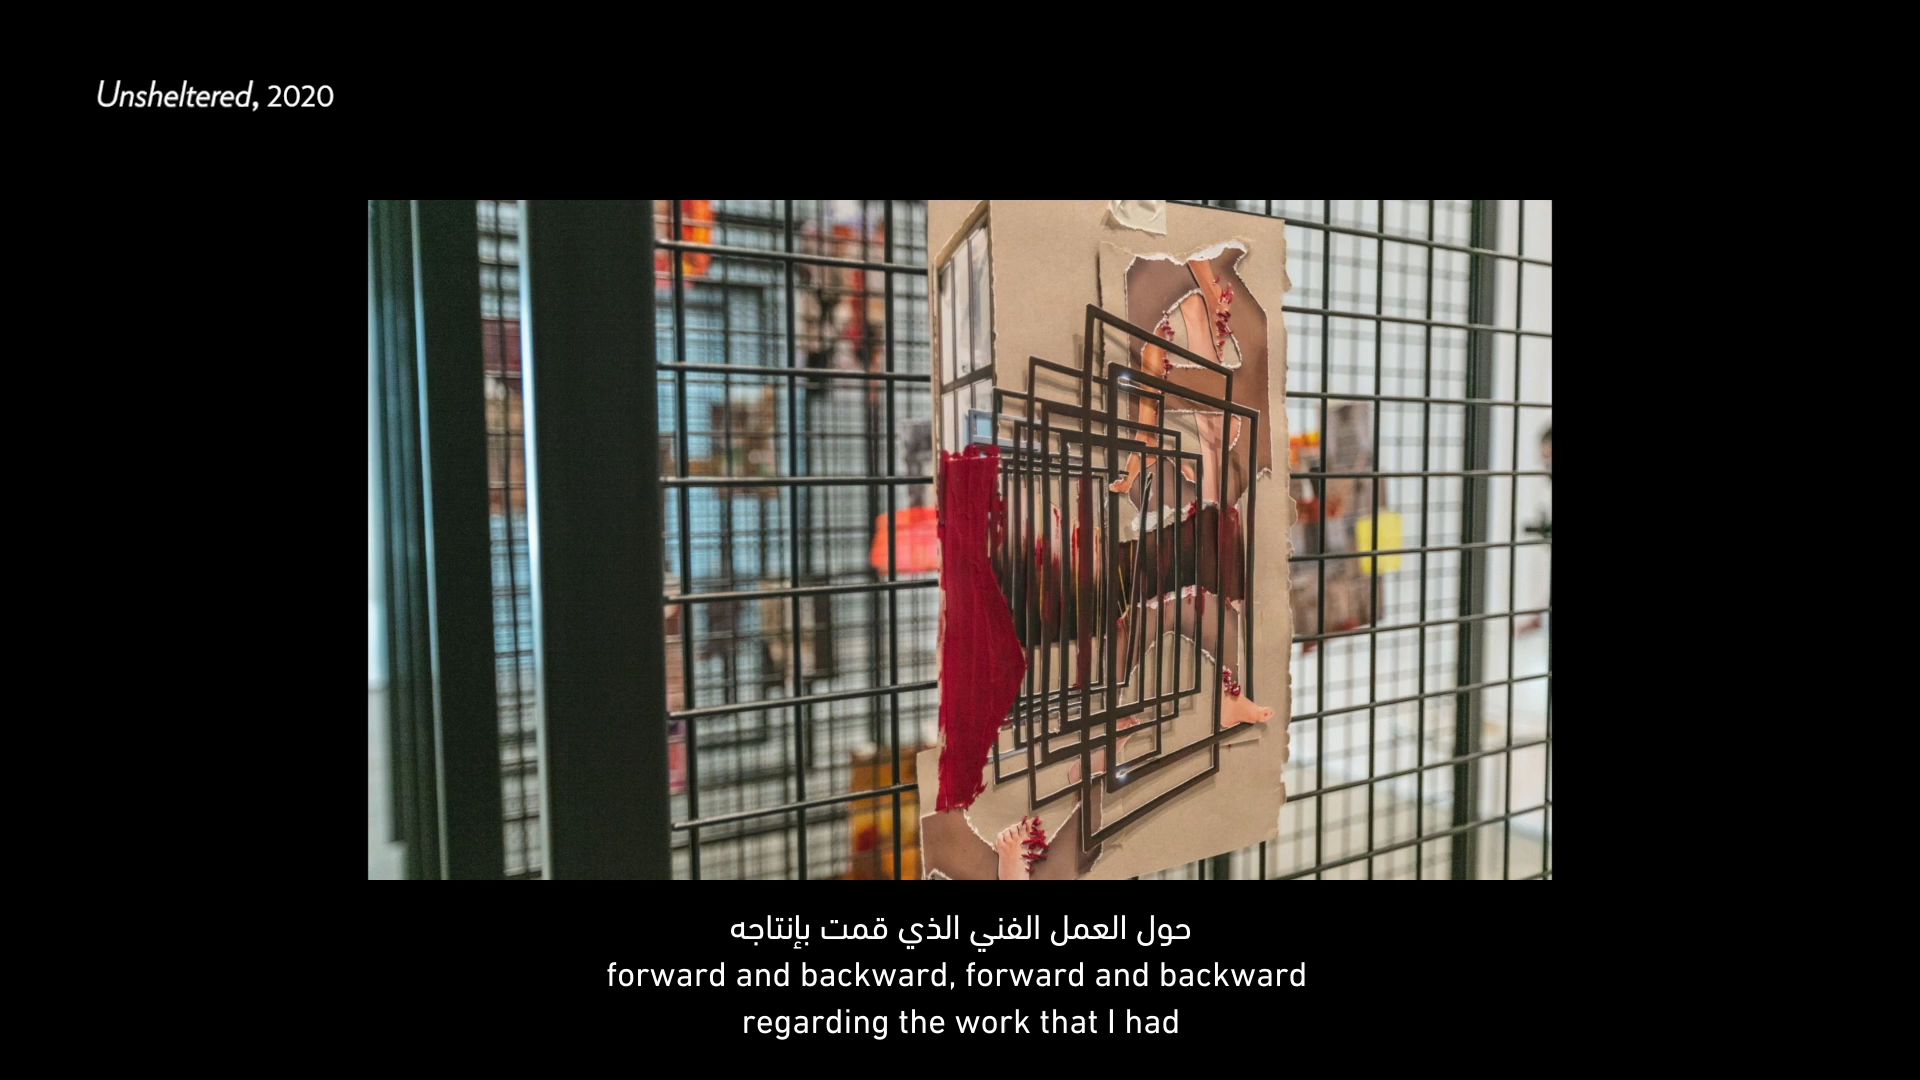 Unsheltered, 2020
حول العمل الفني الذي قمت بإنتاجه
forward and backward, forward and backward
regarding the work that I had